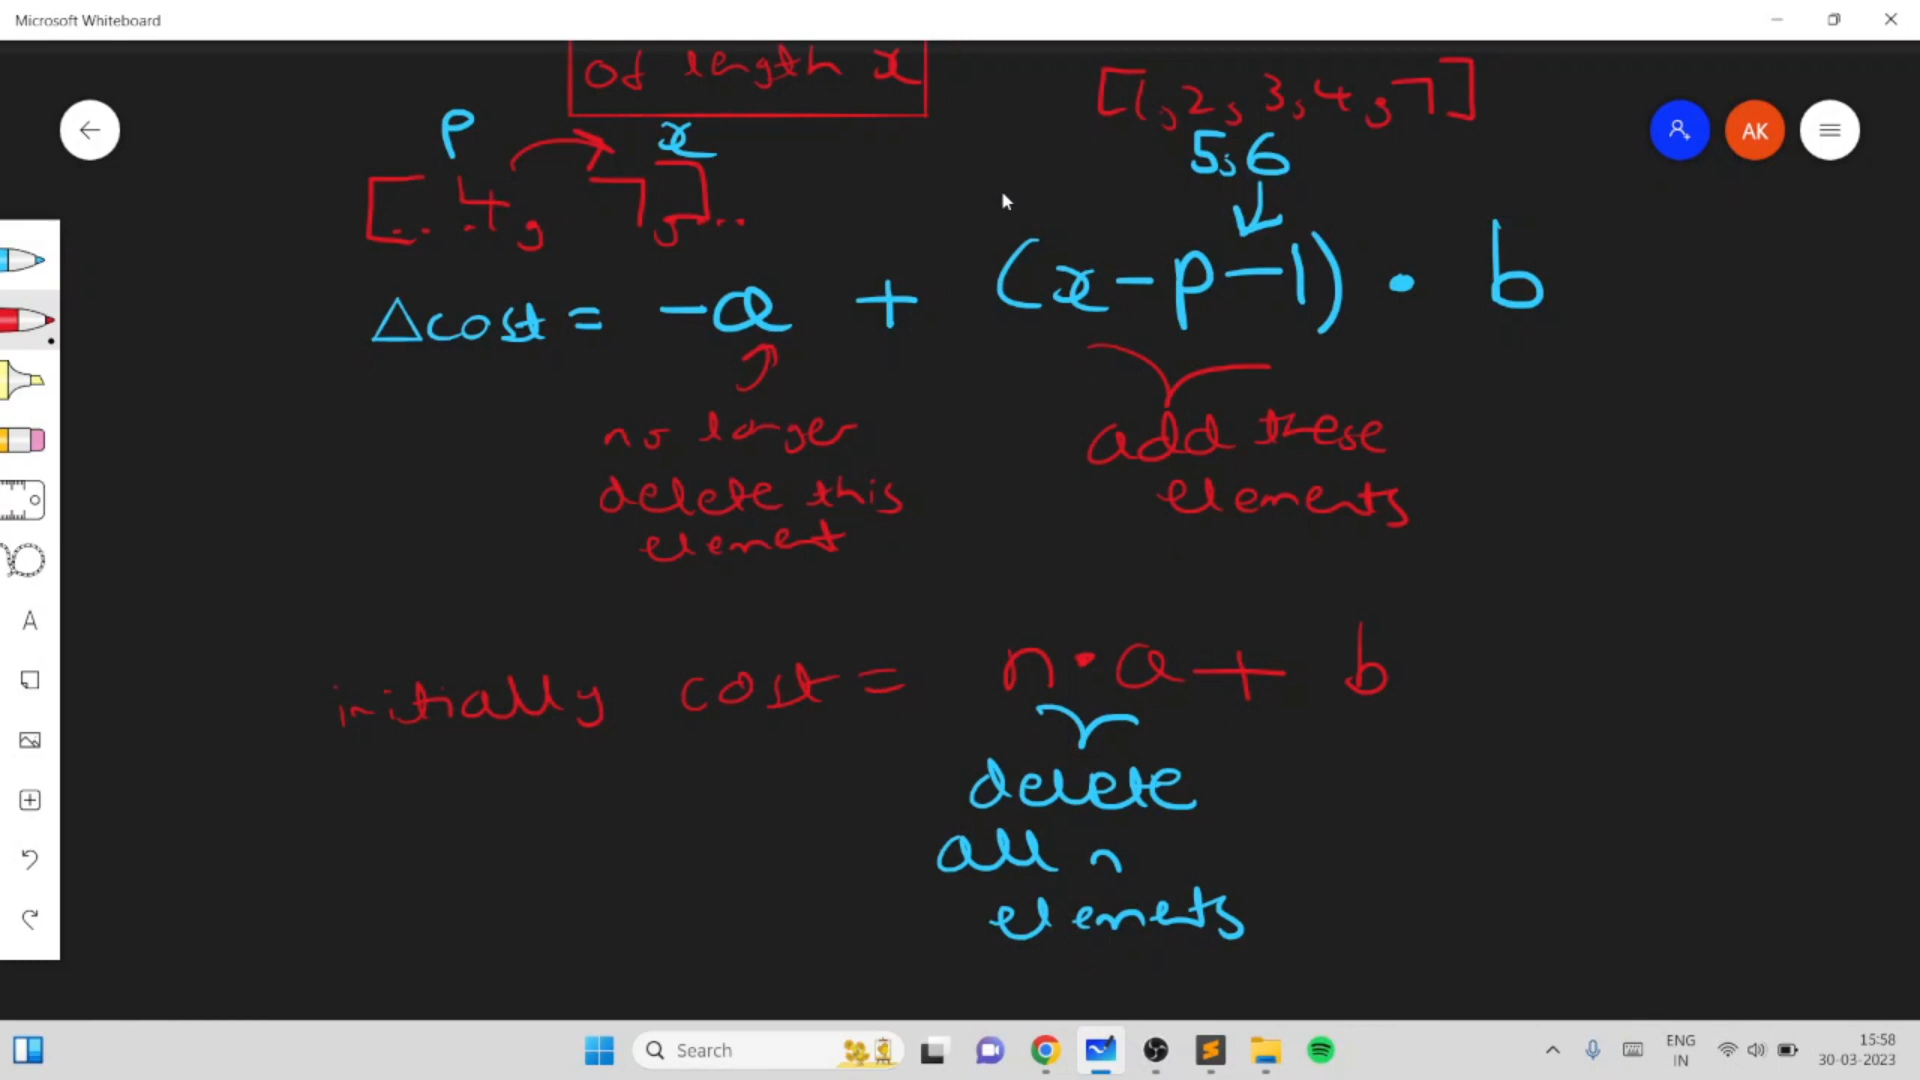 Microsoft Whiteboard
of length x
[1, 2, 3, 4, 7]
5, 6
p
x
[.. 4, 7], ..
AK
Δcost = -a + (x-p-1) • b
no longer
delete this
element
add these
elements
initially cost = n • a + b
delete
all n
elements
A
Search
ENG
IN
15:58
30-03-2023